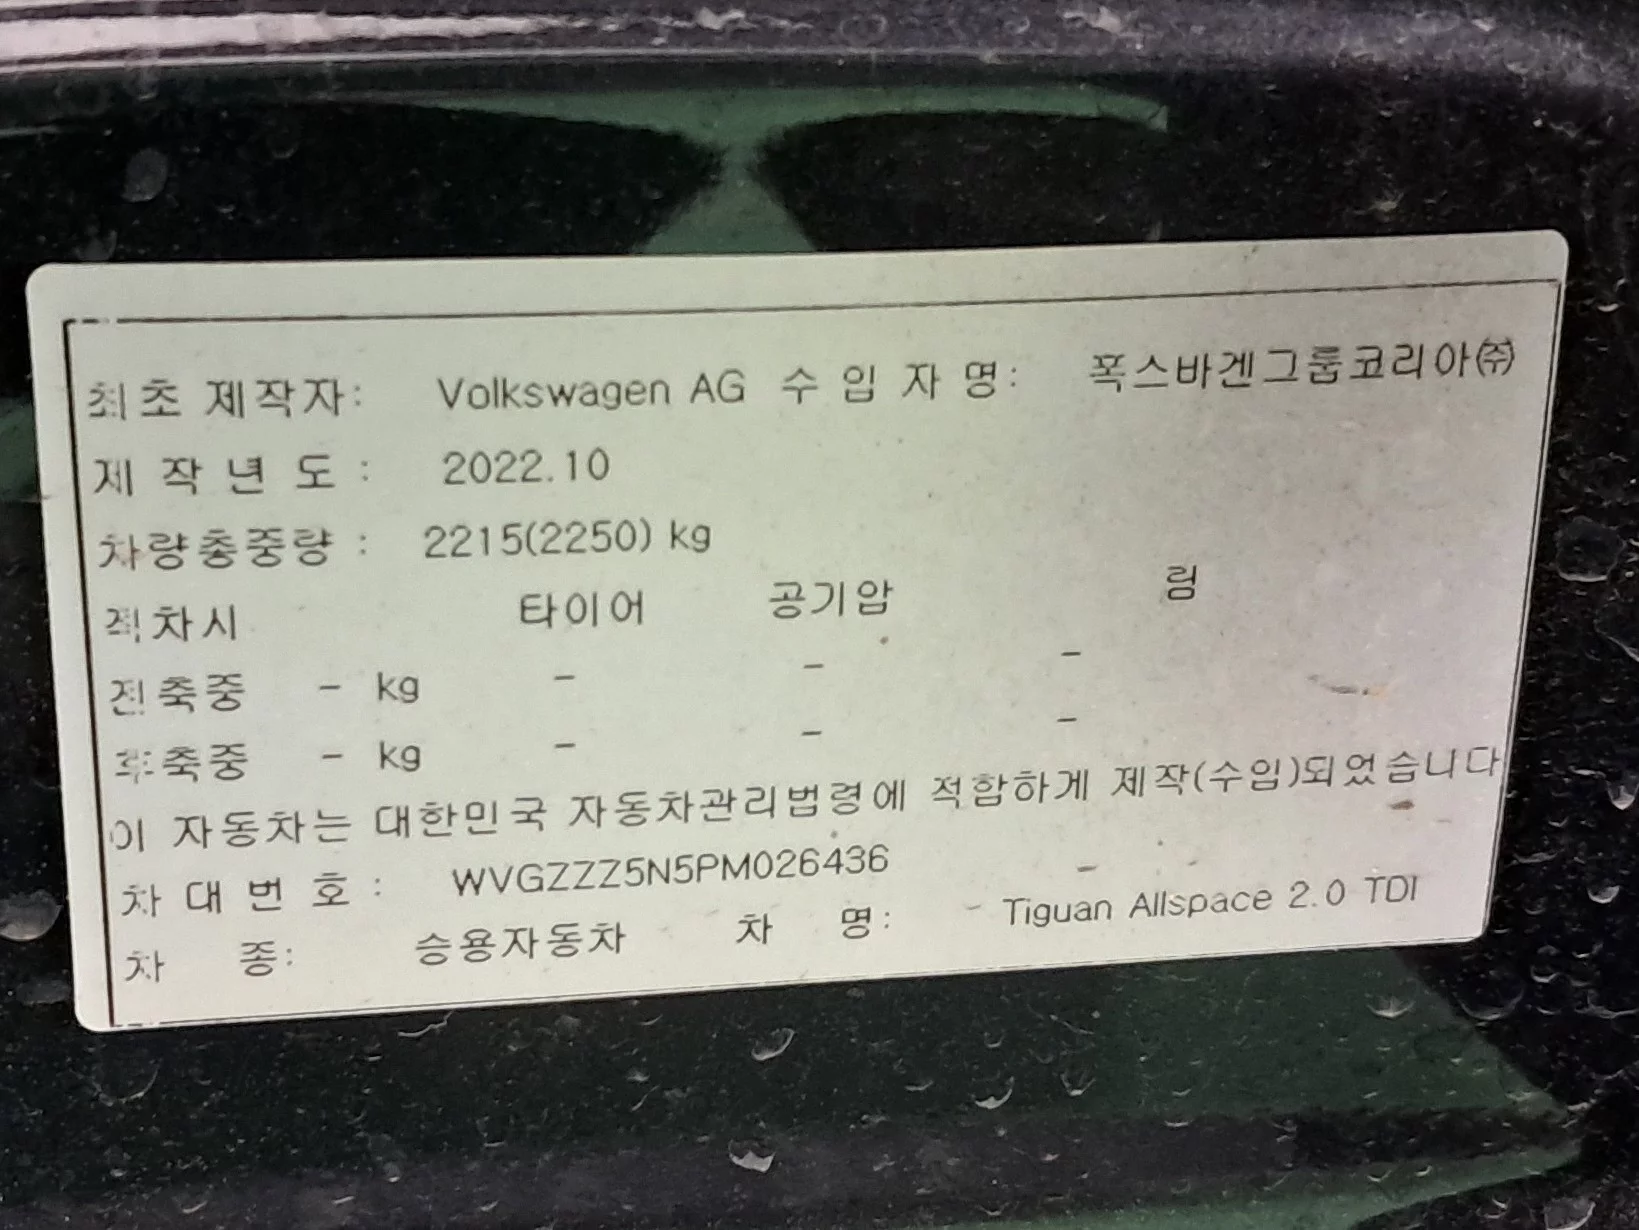 최초 제작자: Volkswagen AG 수 입 자 명: 폭스바겐그룹코리아㈜
제 작 년 도 : 2022.10
차량총중량 : 2215(2250) kg
적차시 타이어 공기압 림
전축중 - kg - - -
후축중 - kg - - -
이 자동차는 대한민국 자동차관리법령에 적합하게 제작(수입)되었습니다
차 대 번 호 : WVGZZZ5N5PM026436 -
차 종: 승용자동차 차 명: - Tiguan Allspace 2.0 TDI